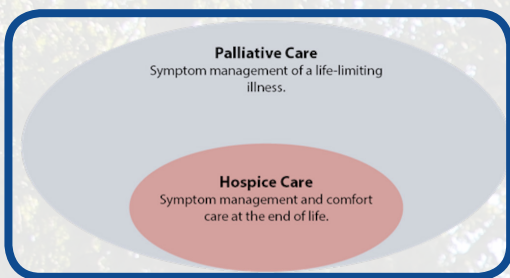 Palliative Care
Symptom management of a life-limiting
illness.
Hospice Care
Symptom management and comfort
care at the end of life.